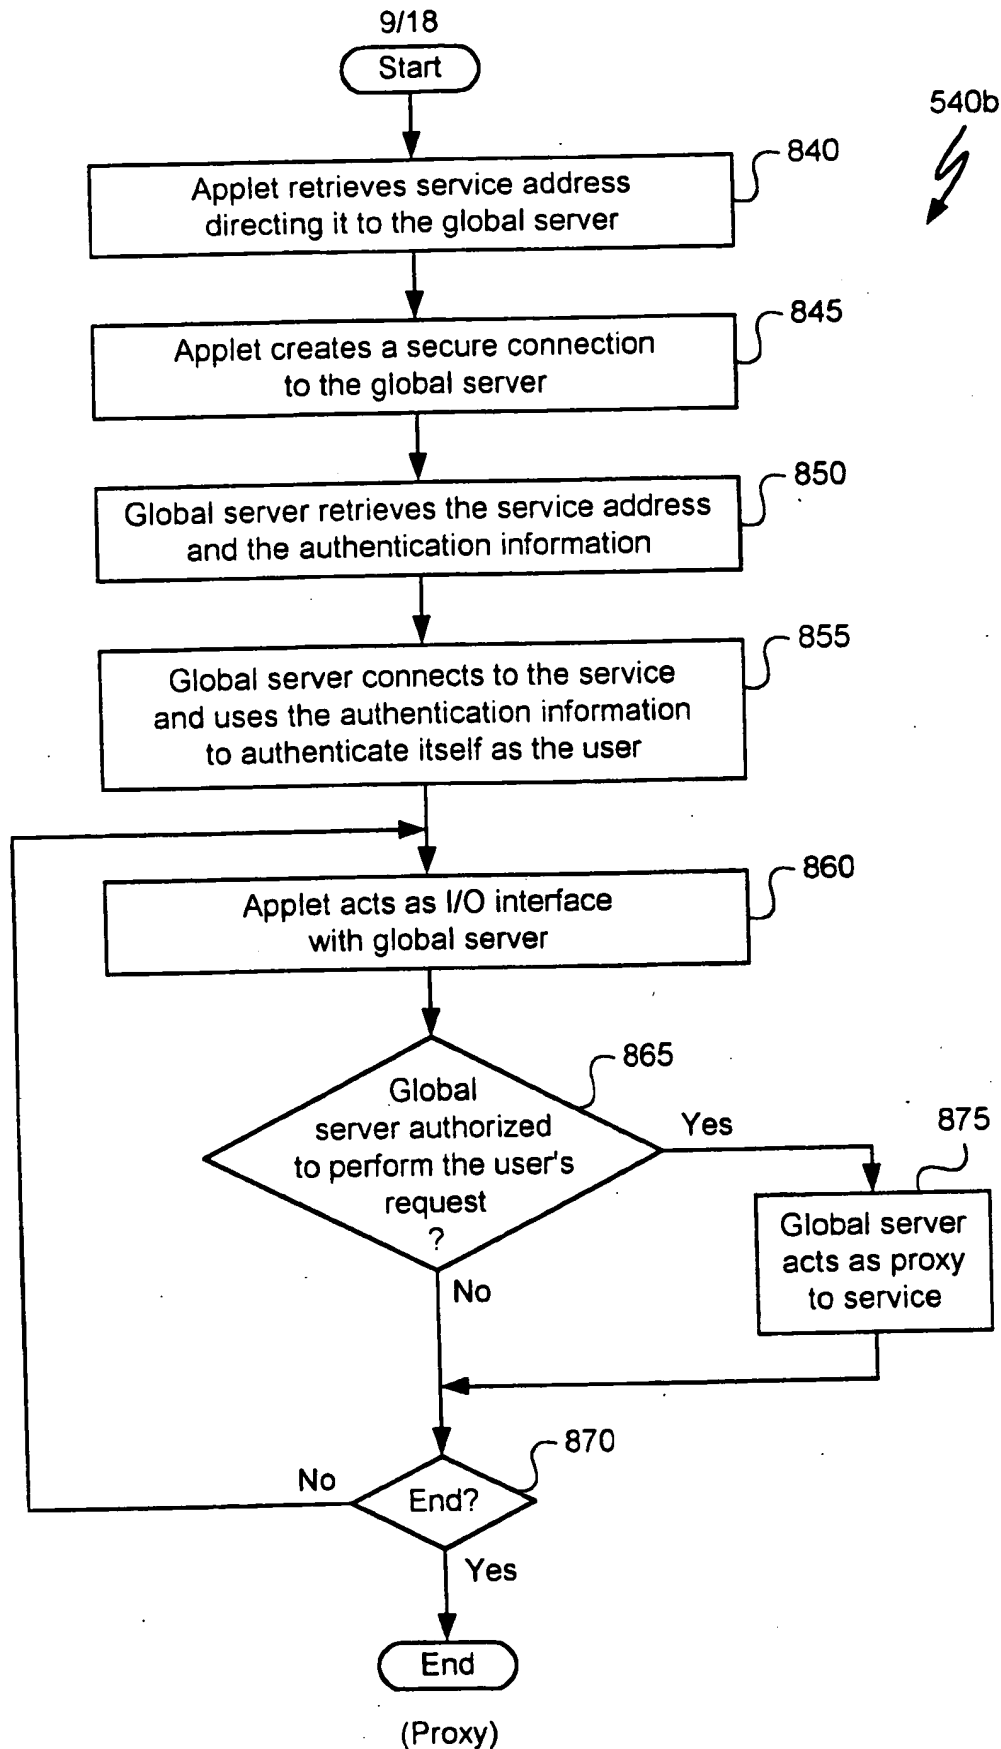 9/18
Start
540b
840
Applet retrieves service address
directing it to the global server
845
Applet creates a secure connection
to the global server
850
Global server retrieves the service address
and the authentication information
855
Global server connects to the service
and uses the authentication information
to authenticate itself as the user
860
Applet acts as I/O interface
with global server
865
Global
server authorized
to perform the user's
request
?
Yes
875
Global server
acts as proxy
to service
No
870
No
End?
Yes
End
(Proxy)